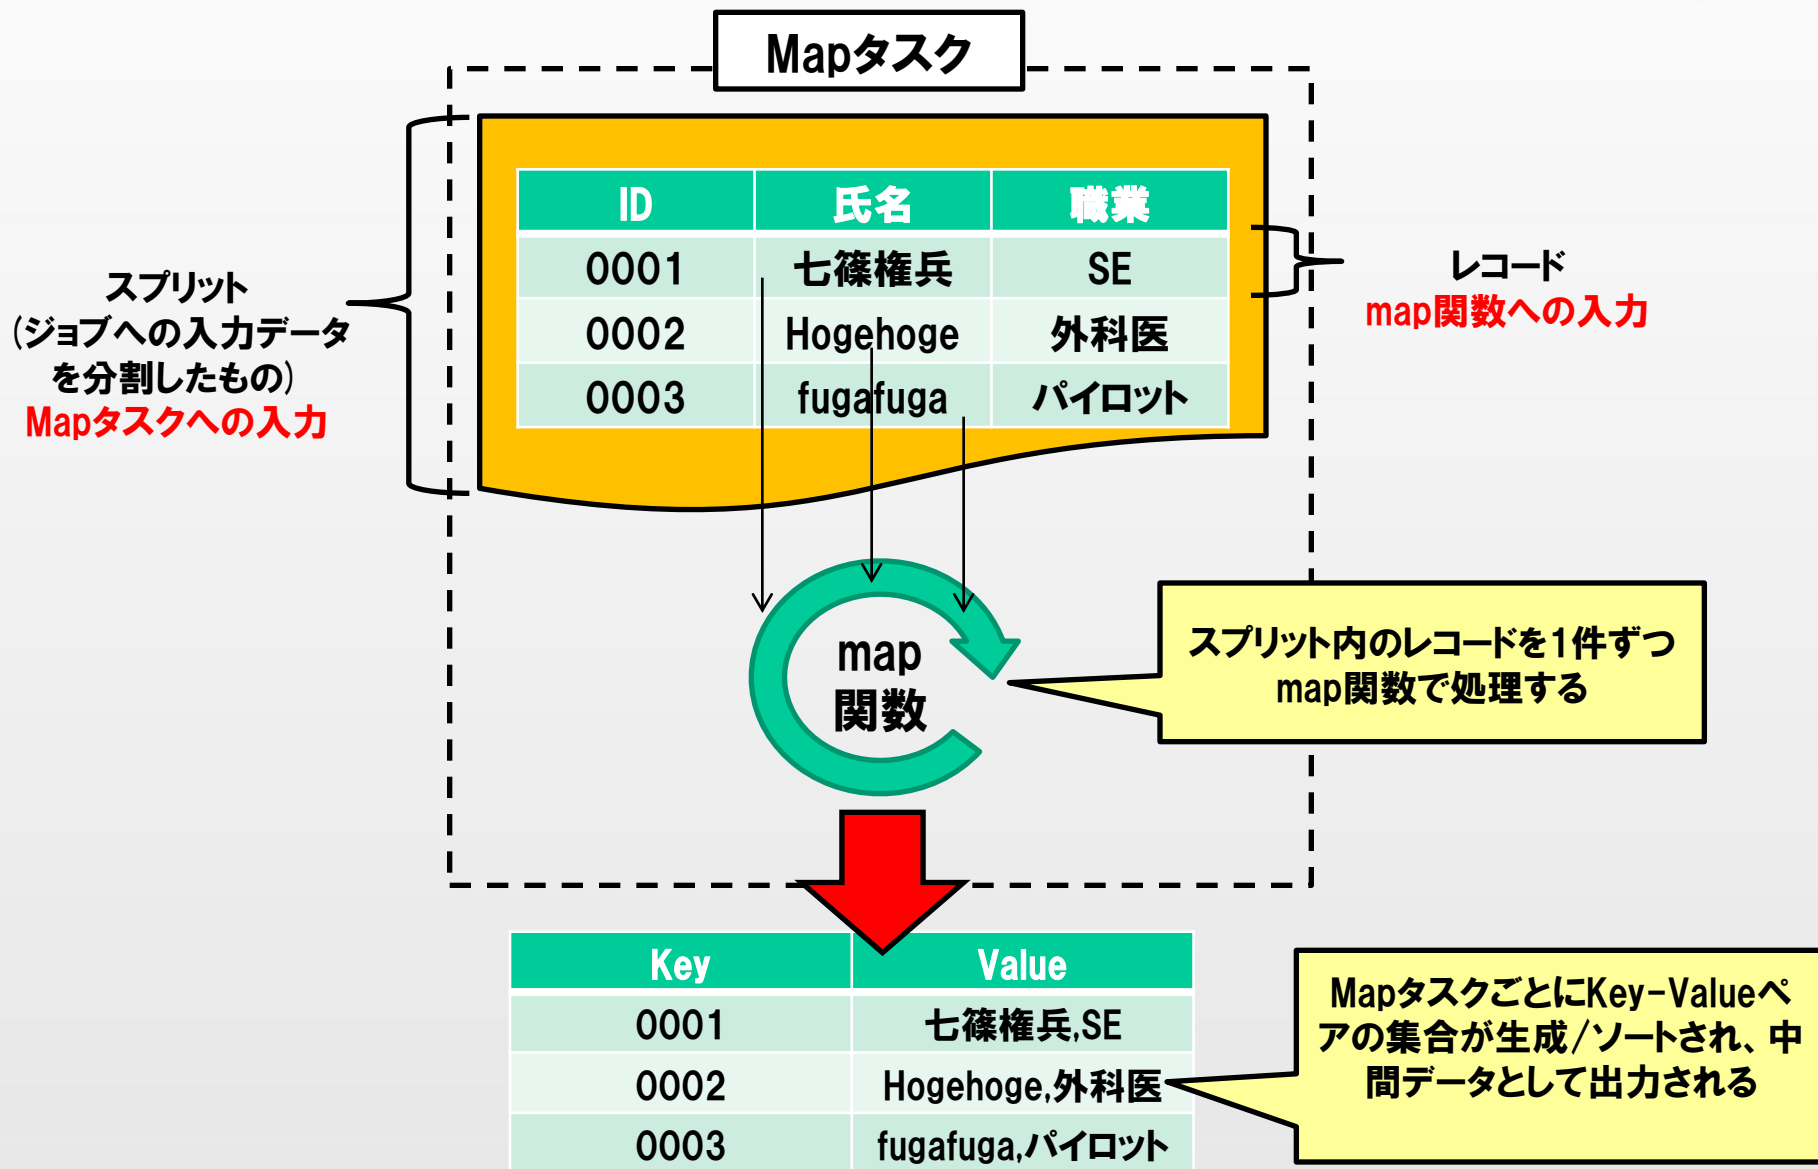 Mapタスク
ID 氏名 職業
0001 七篠権兵 SE
0002 Hogehoge 外科医
0003 fugafuga パイロット
スプリット
(ジョブへの入力データ
を分割したもの)
Mapタスクへの入力
レコード
map関数への入力
map
関数
スプリット内のレコードを1件ずつ
map関数で処理する
Key Value
0001 七篠権兵,SE
0002 Hogehoge,外科医
0003 fugafuga,パイロット
MapタスクごとにKey-Valueペ
アの集合が生成/ソートされ、中
間データとして出力される